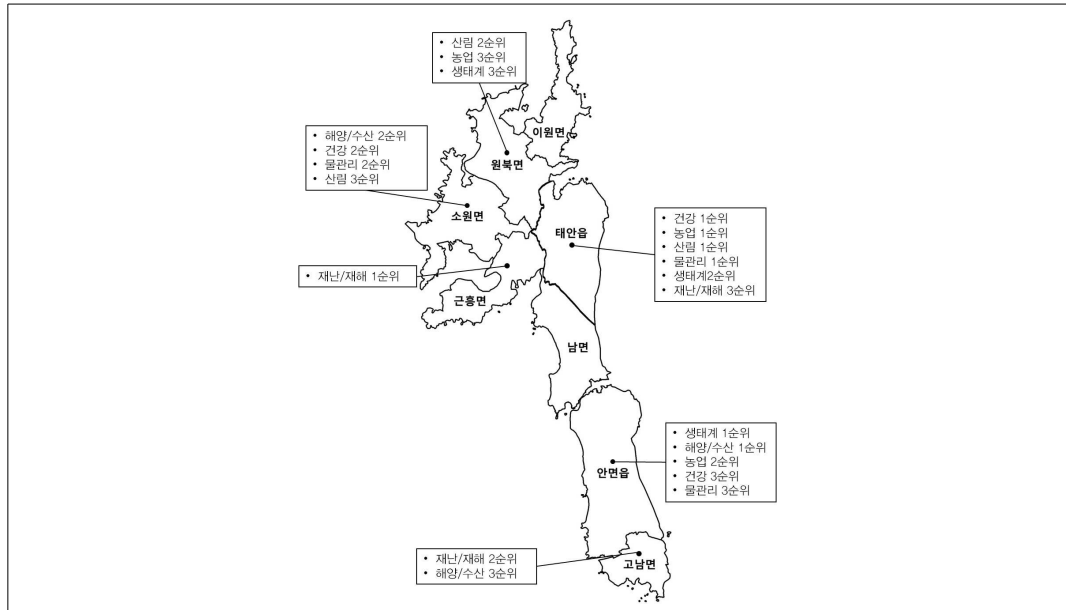 • 산림 2순위
• 농업 3순위
• 생태계 3순위
이원면
원북면
• 해양/수산 2순위
• 건강 2순위
• 물관리 2순위
• 산림 3순위
소원면
태안읍
• 건강 1순위
• 농업 1순위
• 산림 1순위
• 물관리 1순위
• 생태계2순위
• 재난/재해 3순위
• 재난/재해 1순위
근흥면
남면
• 생태계 1순위
• 해양/수산 1순위
• 농업 2순위
• 건강 3순위
• 물관리 3순위
안면읍
• 재난/재해 2순위
• 해양/수산 3순위
고남면